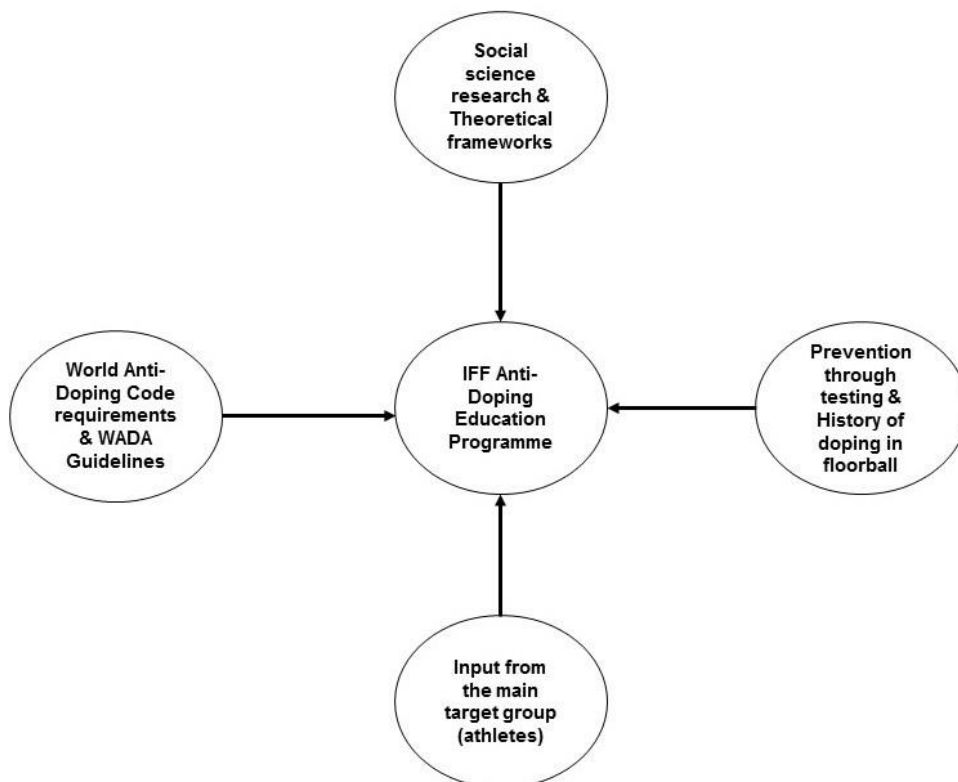 Social
science
research &
Theoretical
frameworks
World Anti-
Doping Code
requirements
& WADA
Guidelines
IFF Anti-
Doping
Education
Programme
Prevention
through
testing &
History of
doping in
floorball
Input from
the main
target group
(athletes)